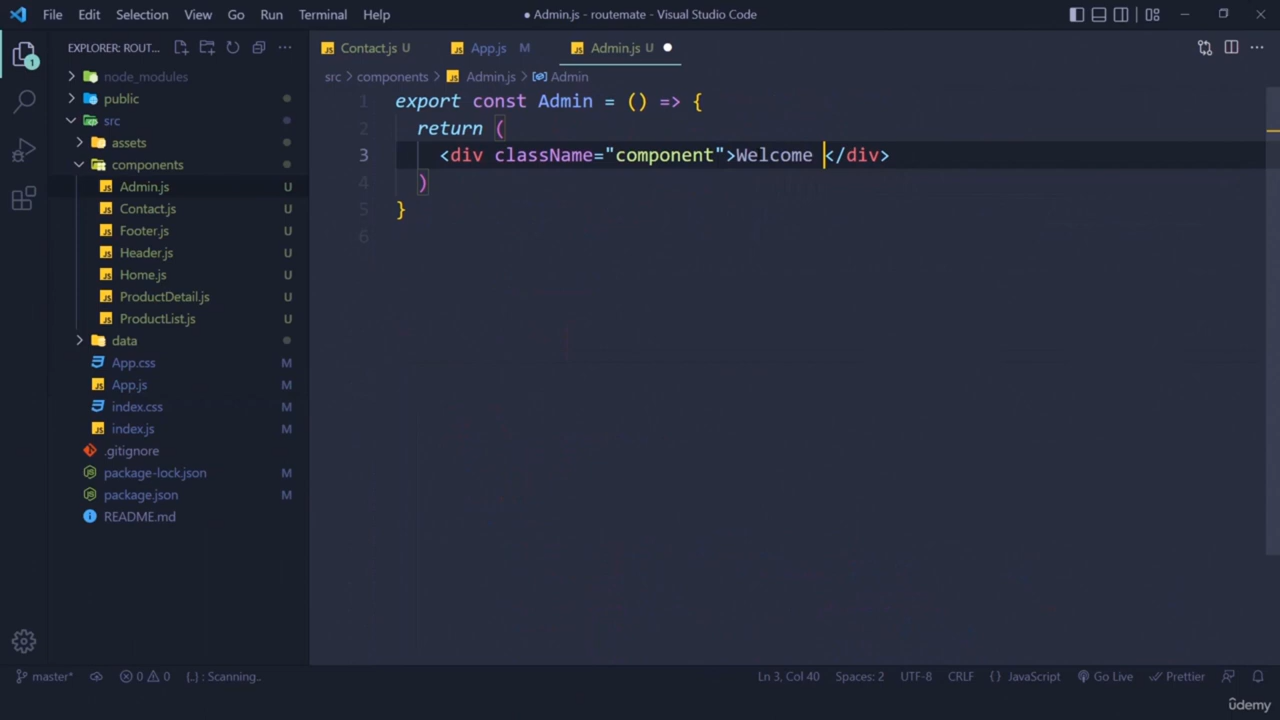 File Edit Selection View Go Run Terminal Help
● Admin.js - routemate - Visual Studio Code
EXPLORER: ROUT...
node_modules
public
src
assets
components
Admin.js U
Contact.js U
Footer.js U
Header.js U
Home.js U
ProductDetail.js U
ProductList.js U
data
App.css M
App.js M
index.css M
index.js M
.gitignore
package-lock.json M
package.json M
README.md
1
Contact.js U
App.js M
Admin.js U ●
src > components > Admin.js > Admin
1 export const Admin = () => {
2 return (
3 <div className="component">Welcome </div>
4 )
5 }
6
master* 0 0 {..} : Scanning..
Ln 3, Col 40 Spaces: 2 UTF-8 CRLF {} JavaScript Go Live Prettier
ûdemy